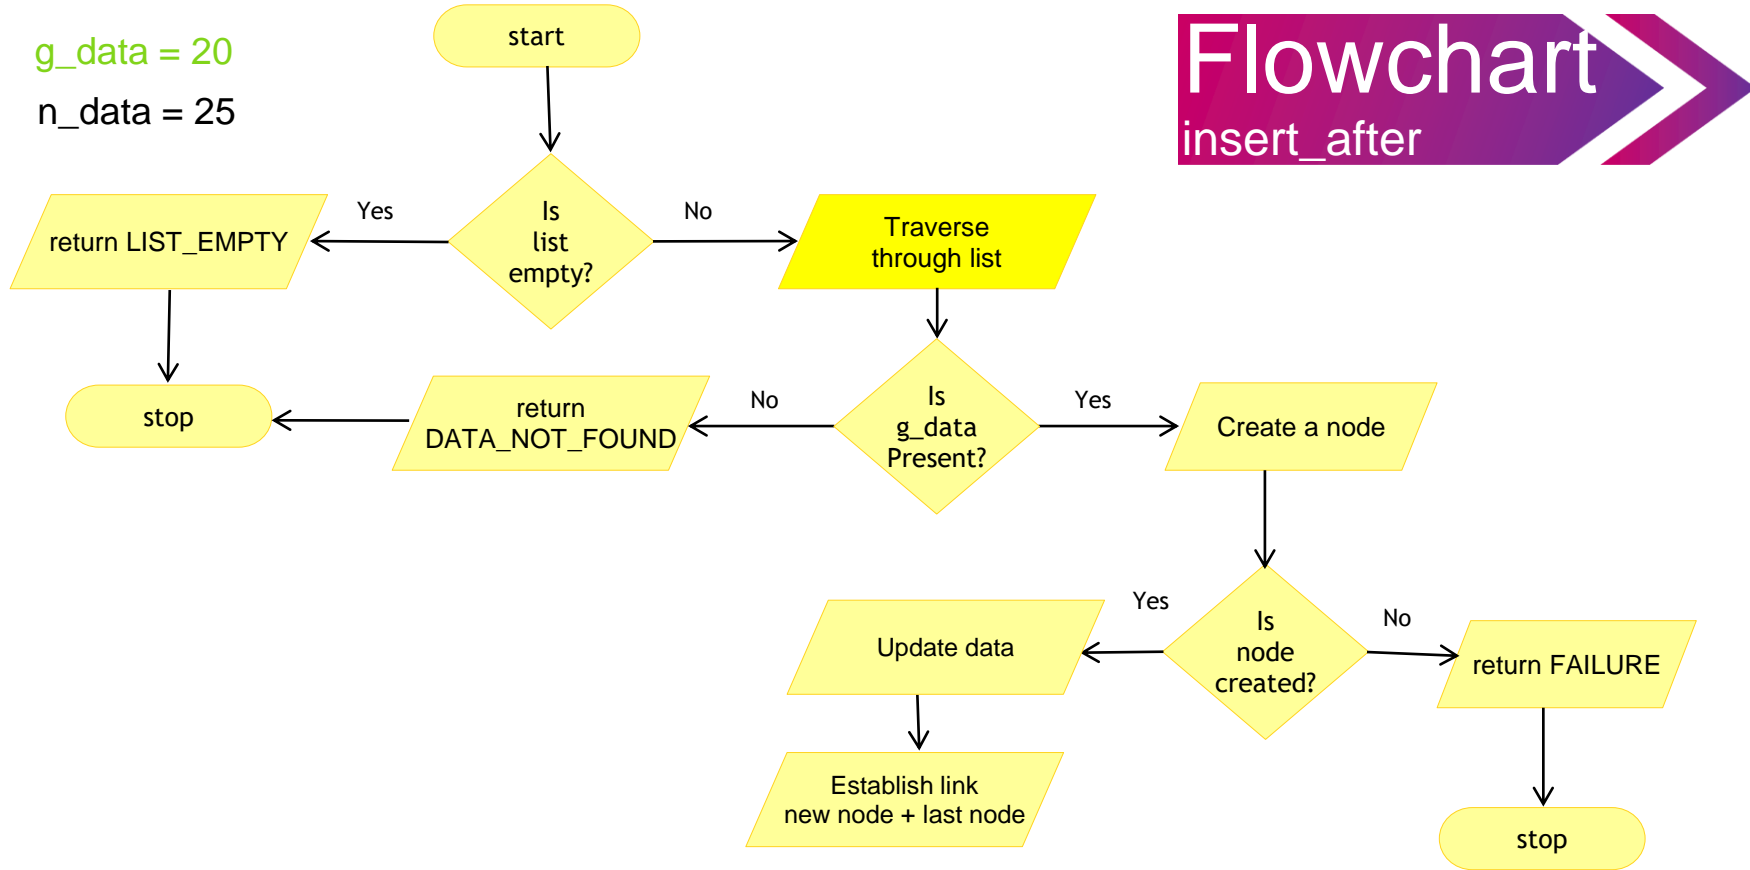 start
g_data = 20
n_data = 25
Flowchart
insert_after
Is
list
empty?
Yes
No
return LIST_EMPTY
Traverse
through list
stop
return
DATA_NOT_FOUND
No
Is
g_data
Present?
Yes
Create a node
Yes
Is
node
created?
No
Update data
return FAILURE
Establish link
new node + last node
stop